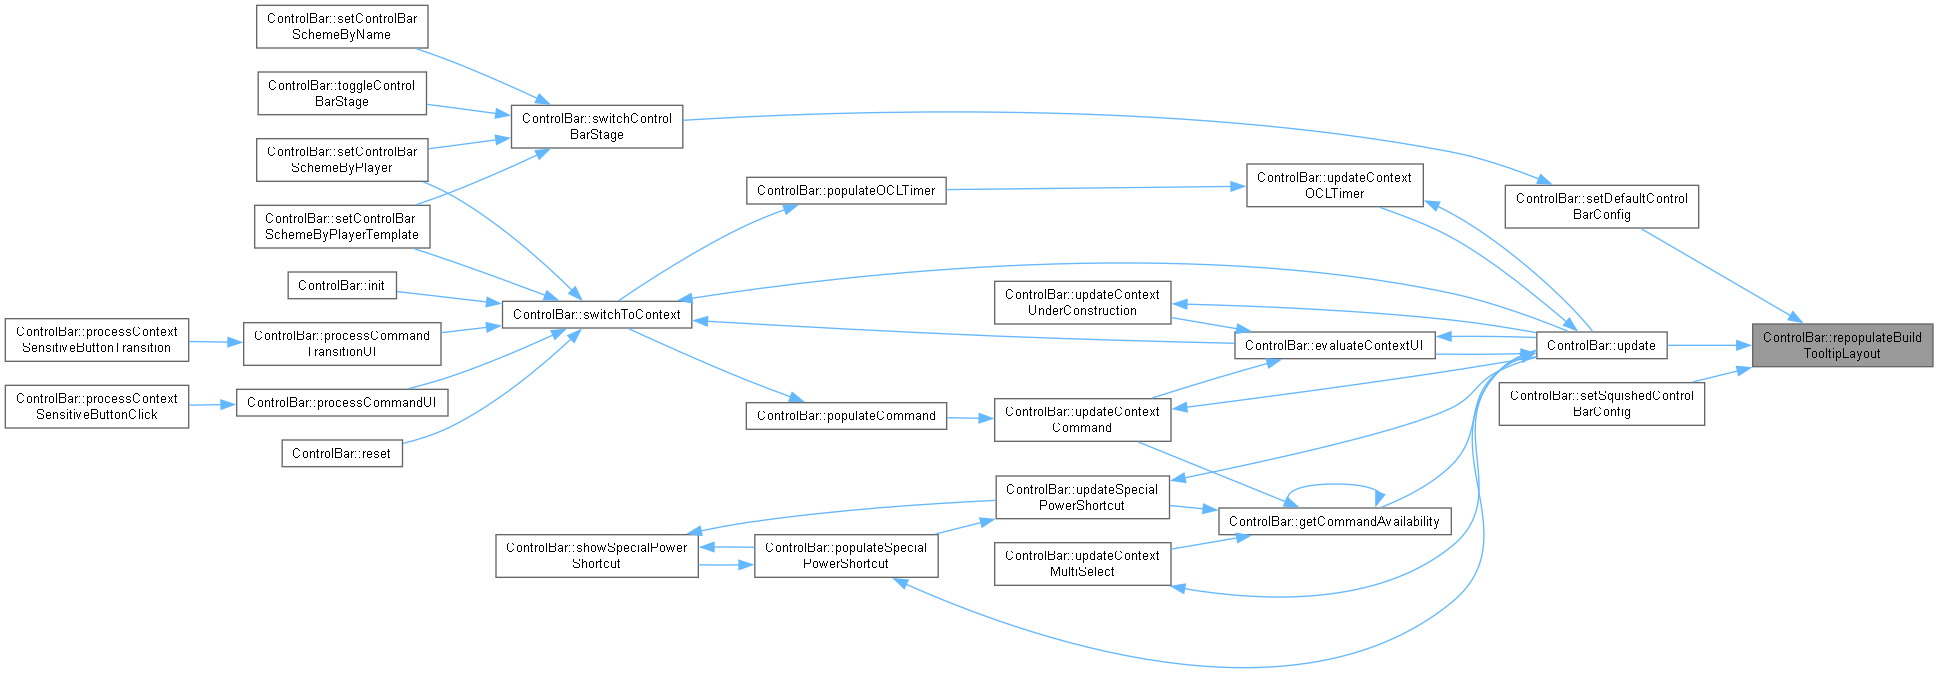 ControlBar::setControlBar
SchemeByName
ControlBar::toggleControl
BarStage
ControlBar::switchControl
BarStage
ControlBar::setControlBar
SchemeByPlayer
ControlBar::setControlBar
SchemeByPlayerTemplate
ControlBar::init
ControlBar::switchToContext
ControlBar::processContext
SensitiveButtonTransition
ControlBar::processCommand
TransitionUI
ControlBar::processContext
SensitiveButtonClick
ControlBar::processCommandUI
ControlBar::reset
ControlBar::populateOCLTimer
ControlBar::updateContext
OCLTimer
ControlBar::setDefaultControl
BarConfig
ControlBar::updateContext
UnderConstruction
ControlBar::evaluateContextUI
ControlBar::update
ControlBar::repopulateBuild
TooltipLayout
ControlBar::setSquishedControl
BarConfig
ControlBar::populateCommand
ControlBar::updateContext
Command
ControlBar::updateSpecial
PowerShortcut
ControlBar::getCommandAvailability
ControlBar::showSpecialPower
Shortcut
ControlBar::populateSpecial
PowerShortcut
ControlBar::updateContext
MultiSelect